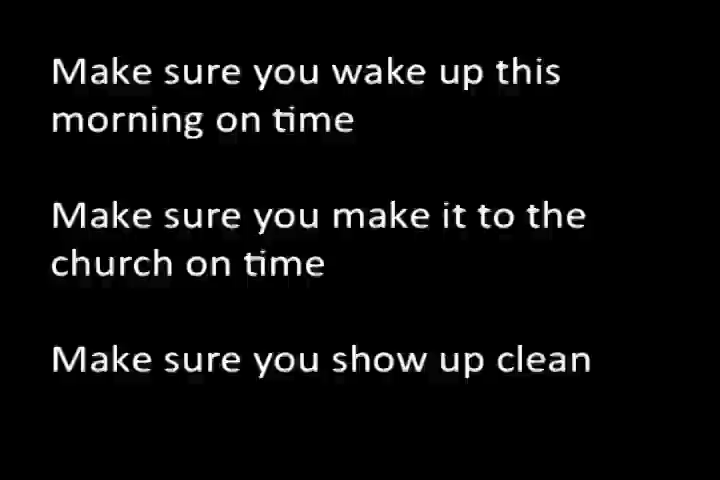 Make sure you wake up this
morning on time
Make sure you make it to the
church on time
Make sure you show up clean